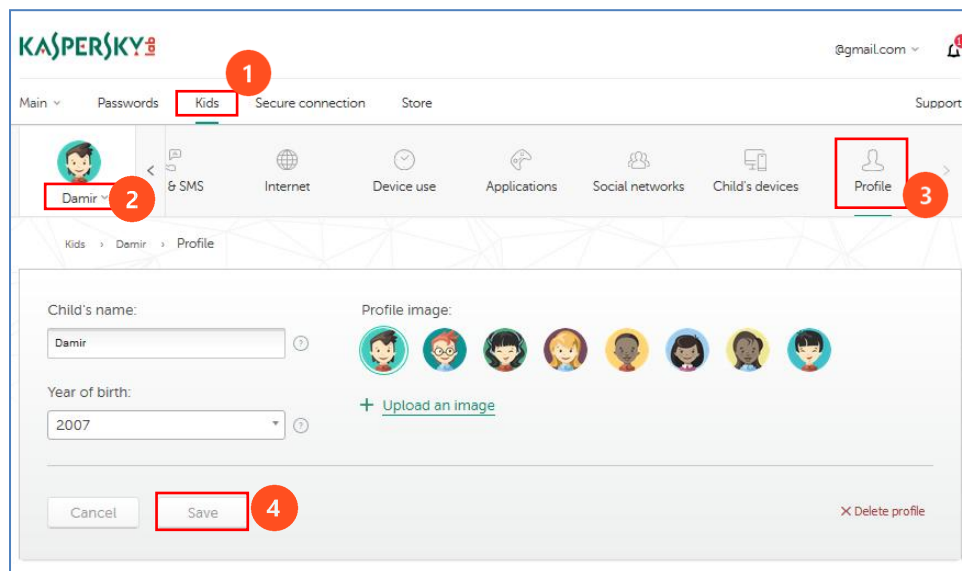 KASPERSKY lab
@gmail.com
1
1
Main Passwords Kids Secure connection Store Support
& SMS Internet Device use Applications Social networks Child's devices Profile
Damir
2
3
Kids › Damir › Profile
Child's name:
Profile image:
Damir
Year of birth:
+ Upload an image
2007
Cancel Save
4
× Delete profile